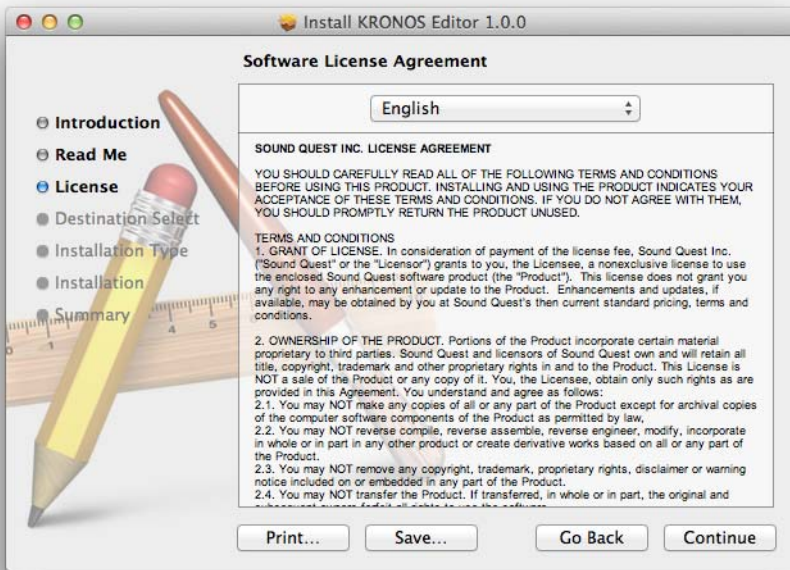 Install KRONOS Editor 1.0.0
Software License Agreement
Introduction
Read Me
License
Destination Select
Installation Type
Installation
Summary
English
SOUND QUEST INC. LICENSE AGREEMENT
YOU SHOULD CAREFULLY READ ALL OF THE FOLLOWING TERMS AND CONDITIONS
BEFORE USING THIS PRODUCT. INSTALLING AND USING THE PRODUCT INDICATES YOUR
ACCEPTANCE OF THESE TERMS AND CONDITIONS. IF YOU DO NOT AGREE WITH THEM,
YOU SHOULD PROMPTLY RETURN THE PRODUCT UNUSED.
TERMS AND CONDITIONS
1. GRANT OF LICENSE. In consideration of payment of the license fee, Sound Quest Inc.
("Sound Quest" or the "Licensor") grants to you, the Licensee, a nonexclusive license to use
the enclosed Sound Quest software product (the "Product"). This license does not grant you
any right to any enhancement or update to the Product. Enhancements and updates, if
available, may be obtained by you at Sound Quest's then current standard pricing, terms and
conditions.
2. OWNERSHIP OF THE PRODUCT. Portions of the Product incorporate certain material
proprietary to third parties. Sound Quest and licensors of Sound Quest own and will retain all
title, copyright, trademark and other proprietary rights in and to the Product. This License is
NOT a sale of the Product or any copy of it. You, the Licensee, obtain only such rights as are
provided in this Agreement. You understand and agree as follows:
2.1. You may NOT make any copies of all or any part of the Product except for archival copies
of the computer software components of the Product as permitted by law,
2.2. You may NOT reverse compile, reverse assemble, reverse engineer, modify, incorporate
in whole or in part in any other product or create derivative works based on all or any part of
the Product.
2.3. You may NOT remove any copyright, trademark, proprietary rights, disclaimer or warning
notice included on or embedded in any part of the Product.
2.4. You may NOT transfer the Product. If transferred, in whole or in part, the original and
subsequent owners forfeit all rights to use the software.
0 1 4 5
Print...
Save...
Go Back
Continue